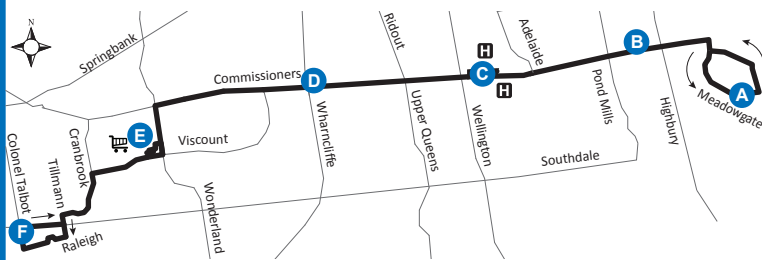 N
Springbank
Ridout
Adelaide
H
B
Commissioners
D
C
H
A
Meadowgate
Pond Mills
Highbury
Wharncliffe
Upper Queens
Wellington
E
Viscount
Cranbrook
Tillmann
Colonel Talbot
Southdale
Wonderland
F
Raleigh